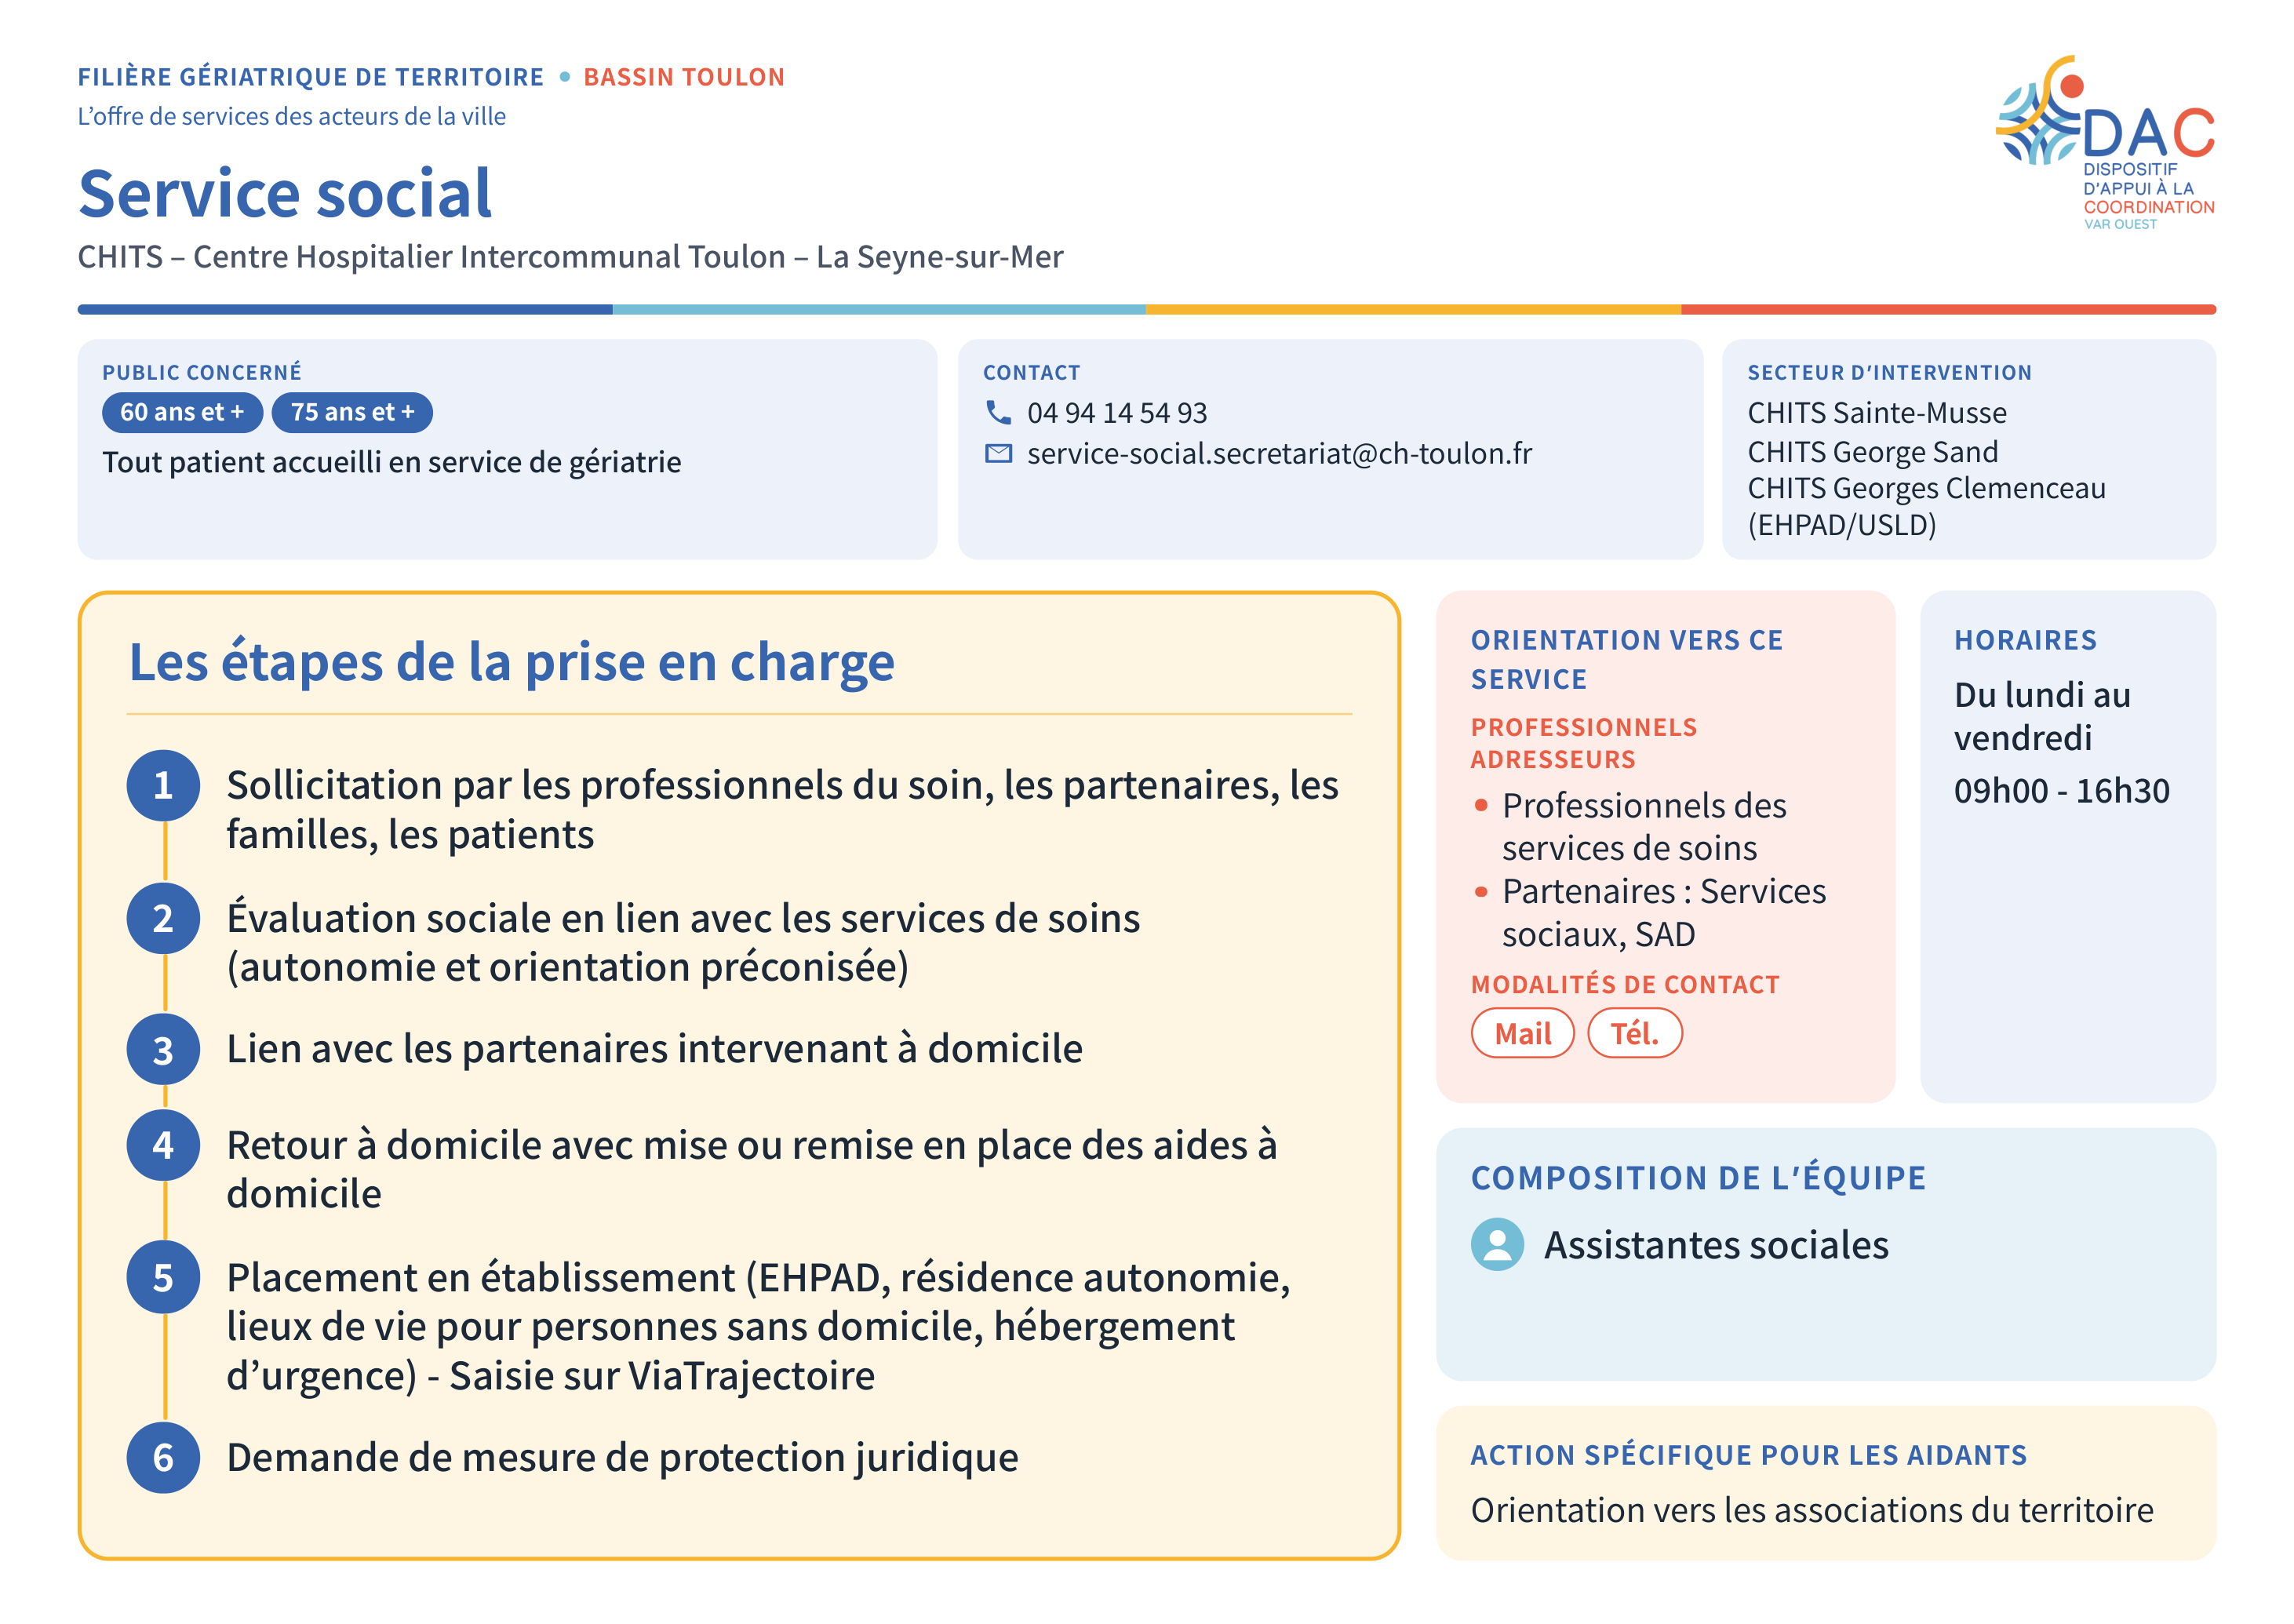 FILIÈRE GÉRIATRIQUE DE TERRITOIRE • BASSIN TOULON
L’offre de services des acteurs de la ville
Service social
CHITS – Centre Hospitalier Intercommunal Toulon – La Seyne-sur-Mer
DAC
DISPOSITIF
D'APPUI À LA
COORDINATION
VAR OUEST
PUBLIC CONCERNÉ
60 ans et +
75 ans et +
Tout patient accueilli en service de gériatrie
CONTACT
04 94 14 54 93
service-social.secretariat@ch-toulon.fr
SECTEUR D'INTERVENTION
CHITS Sainte-Musse
CHITS George Sand
CHITS Georges Clemenceau
(EHPAD/USLD)
Les étapes de la prise en charge
1 Sollicitation par les professionnels du soin, les partenaires, les
familles, les patients
2 Évaluation sociale en lien avec les services de soins
(autonomie et orientation préconisée)
3 Lien avec les partenaires intervenant à domicile
4 Retour à domicile avec mise ou remise en place des aides à
domicile
5 Placement en établissement (EHPAD, résidence autonomie,
lieux de vie pour personnes sans domicile, hébergement
d’urgence) - Saisie sur ViaTrajectoire
6 Demande de mesure de protection juridique
ORIENTATION VERS CE
SERVICE
PROFESSIONNELS
ADRESSEURS
• Professionnels des
services de soins
• Partenaires : Services
sociaux, SAD
MODALITÉS DE CONTACT
Mail
Tél.
HORAIRES
Du lundi au
vendredi
09h00 - 16h30
COMPOSITION DE L'ÉQUIPE
Assistantes sociales
ACTION SPÉCIFIQUE POUR LES AIDANTS
Orientation vers les associations du territoire